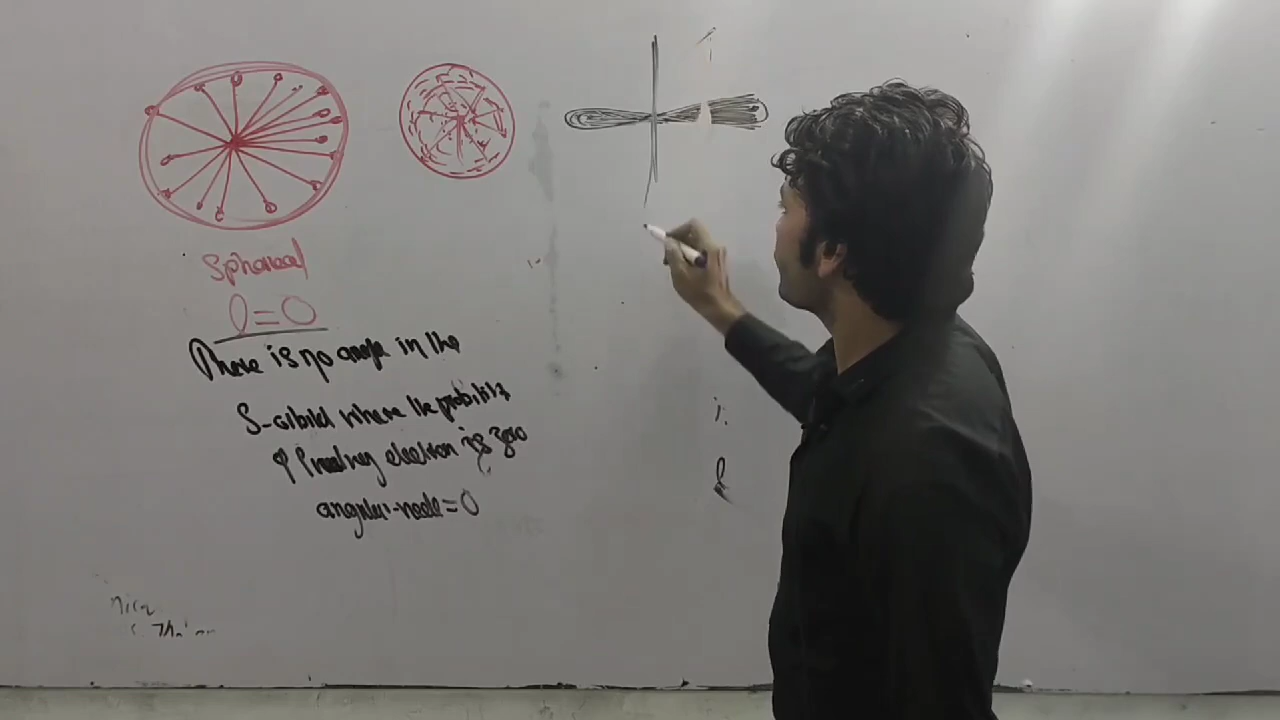 Spherical
l=0
There is no angle in the
S-orbital where the probability
of finding electron is zero
angular-node=0